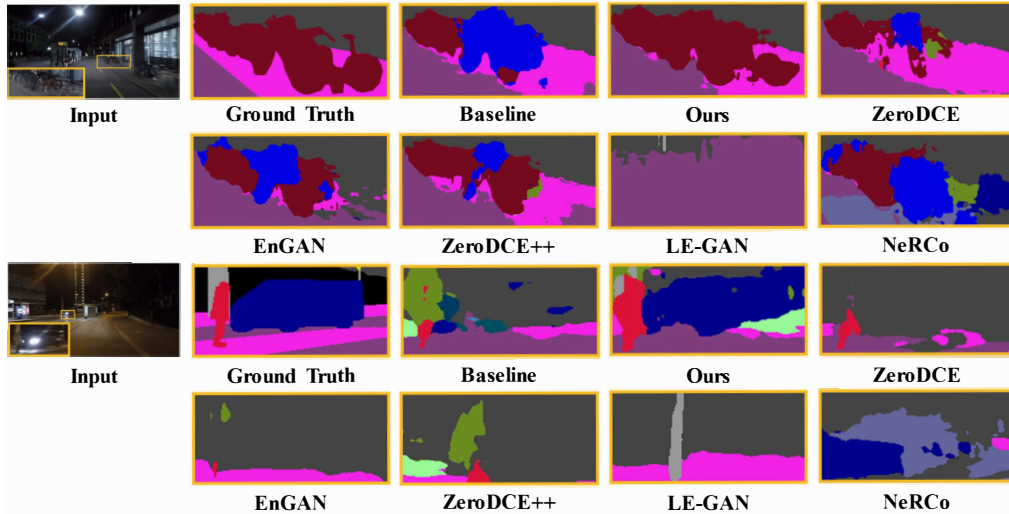 Input Ground Truth Baseline Ours ZeroDCE
EnGAN ZeroDCE++ LE-GAN NeRCo
Input Ground Truth Baseline Ours ZeroDCE
EnGAN ZeroDCE++ LE-GAN NeRCo